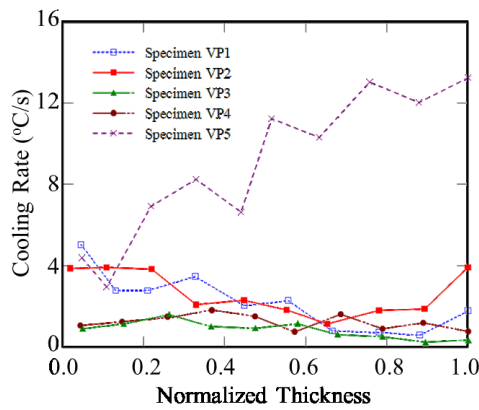 16
12
8
4
0
Cooling Rate (°C/s)
Specimen VP1
Specimen VP2
Specimen VP3
Specimen VP4
Specimen VP5
0.0 0.2 0.4 0.6 0.8 1.0
Normalized Thickness